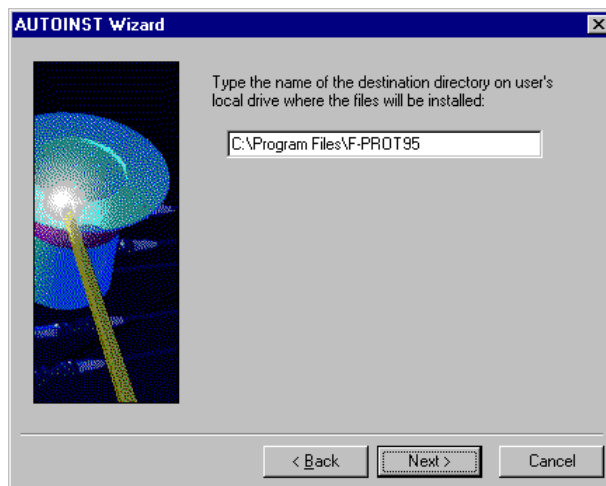 AUTOINST Wizard
Type the name of the destination directory on user's
local drive where the files will be installed:
C:\Program Files\F-PROT95
< Back
Next >
Cancel